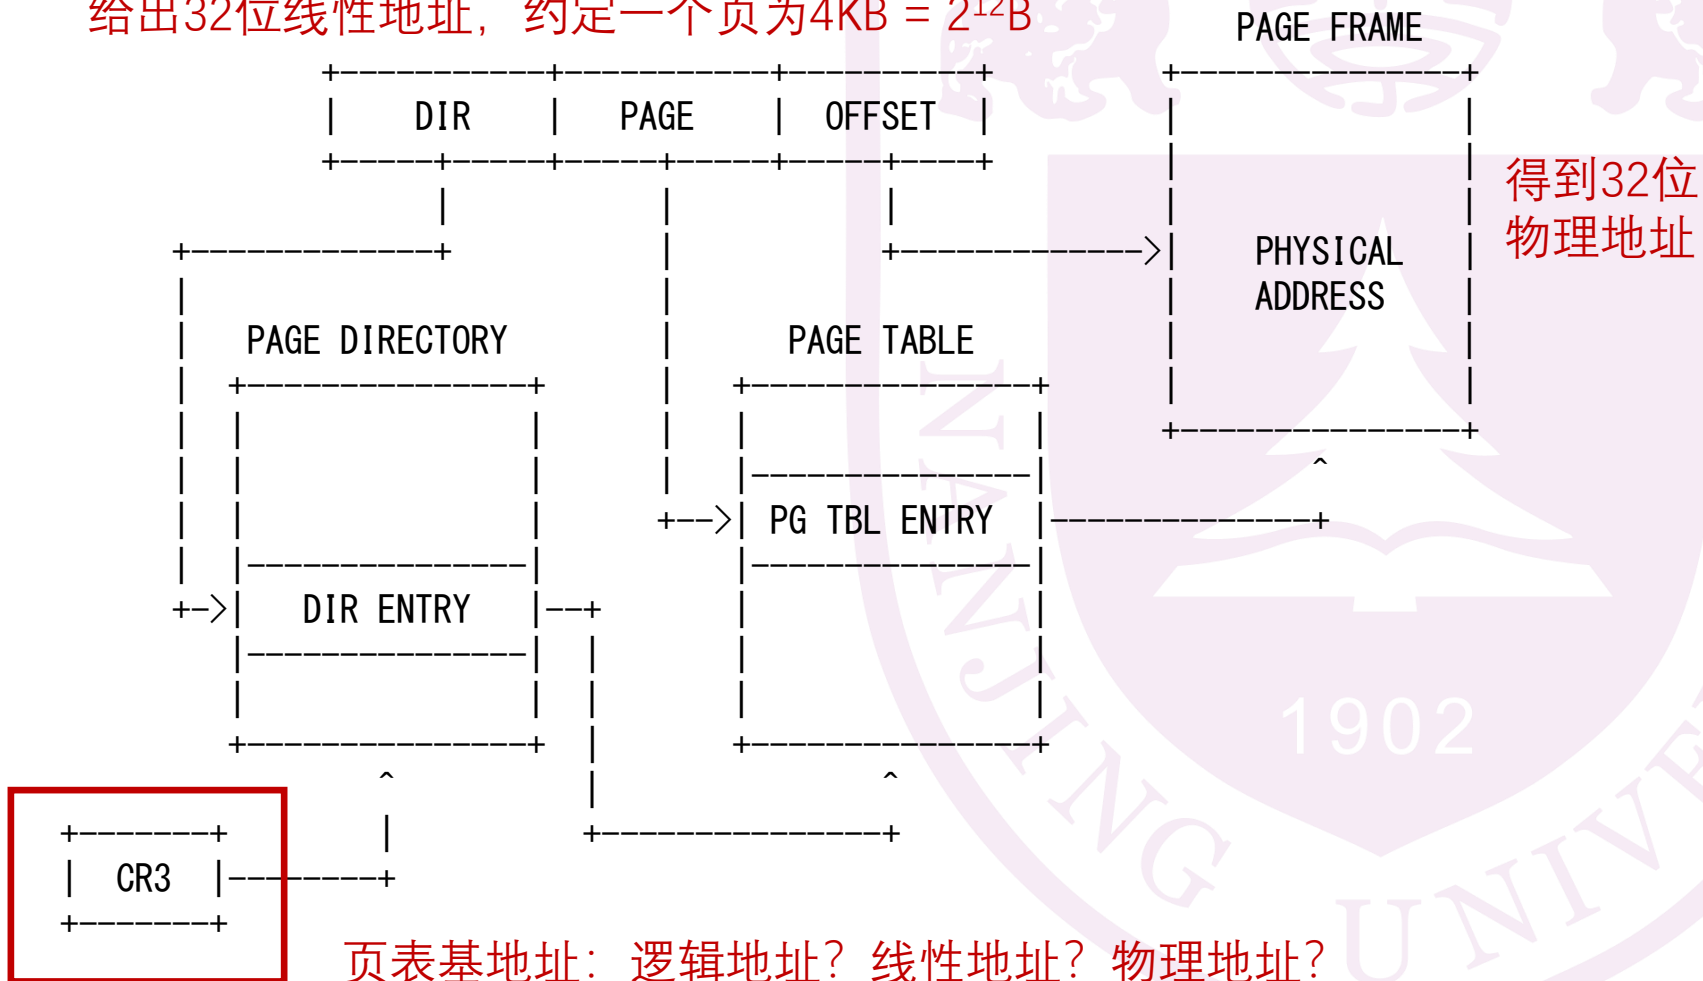 给出32位线性地址，约定一个页为4KB = 2¹²B
PAGE FRAME
DIR | PAGE | OFFSET
得到32位
物理地址
PHYSICAL
ADDRESS
PAGE DIRECTORY
PAGE TABLE
PG TBL ENTRY
DIR ENTRY
CR3
页表基地址：逻辑地址？线性地址？物理地址？
NANJING UNIVE
1902